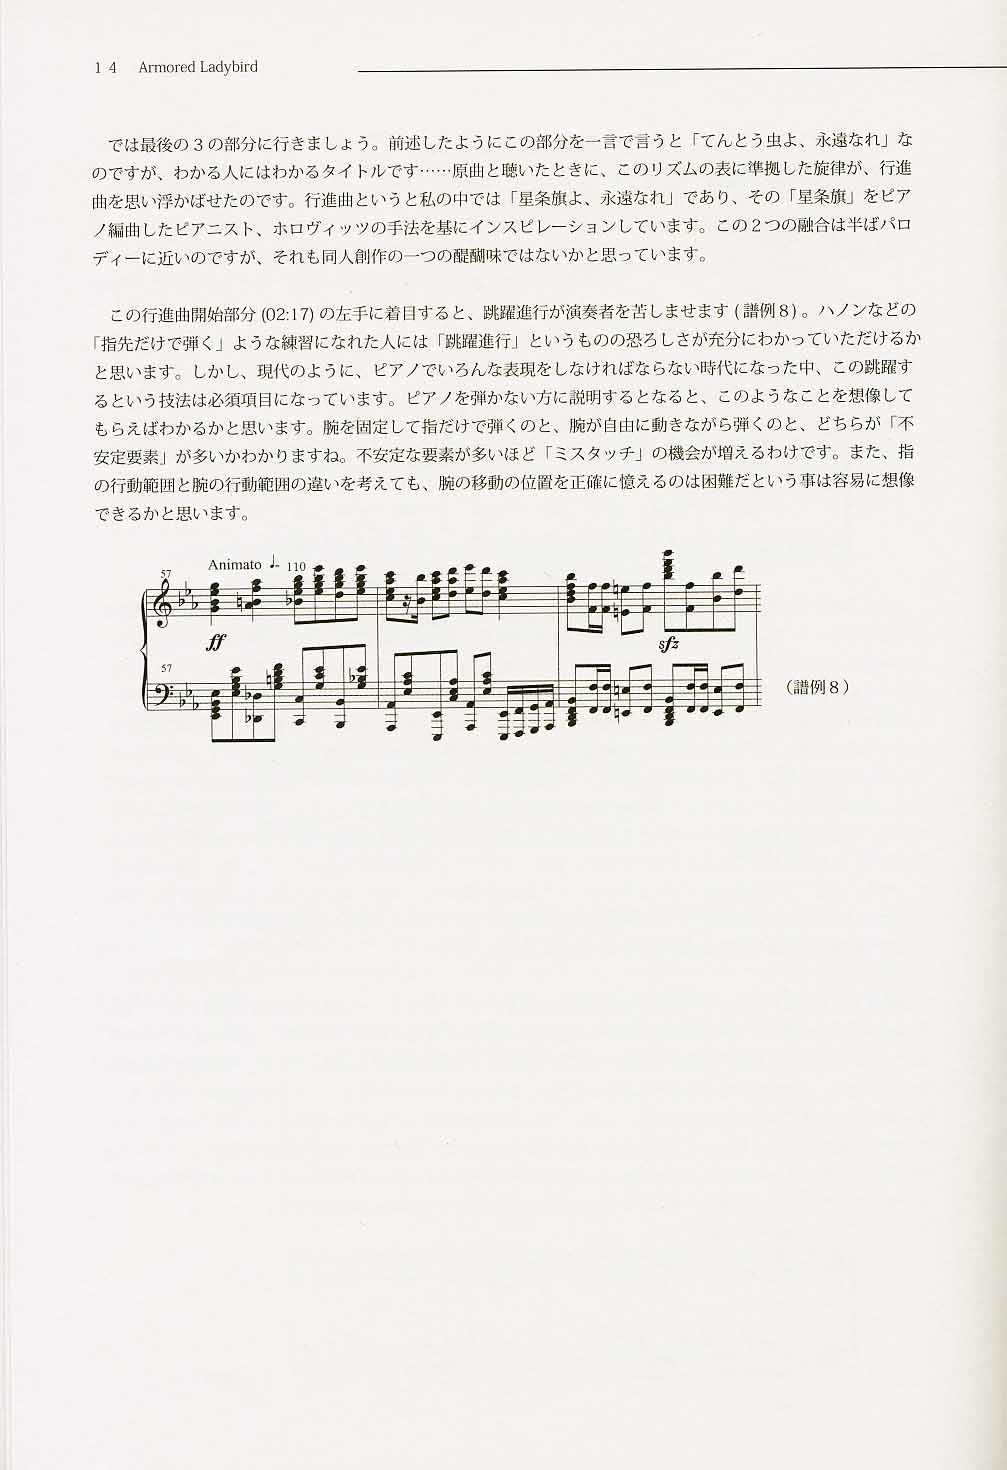 14 Armored Ladybird
では最後の3の部分に行きましょう。前述したようにこの部分を一言で言うと「てんとう虫よ、永遠なれ」な
のですが、わかる人にはわかるタイトルです……原曲と聴いたときに、このリズムの表に準拠した旋律が、行進
曲を思い浮かばせたのです。行進曲というと私の中では「星条旗よ、永遠なれ」であり、その「星条旗」をピア
ノ編曲したピアニスト、ホロヴィッツの手法を基にインスピレーションしています。この2つの融合は半ばパロ
ディーに近いのですが、それも同人創作の一つの醍醐味ではないかと思っています。
この行進曲開始部分 (02:17) の左手に着目すると、跳躍進行が演奏者を苦しませます (譜例8) 。ハノンなどの
「指先だけで弾く」ような練習になれた人には「跳躍進行」というものの恐ろしさが充分にわかっていただけるか
と思います。しかし、現代のように、ピアノでいろんな表現をしなければならない時代になった中、この跳躍す
るという技法は必須項目になっています。ピアノを弾かない方に説明するとなると、このようなことを想像して
もらえばわかるかと思います。腕を固定して指だけで弾くのと、腕が自由に動きながら弾くのと、どちらが「不
安定要素」が多いかわかりますね。不安定な要素が多いほど「ミスタッチ」の機会が増えるわけです。また、指
の行動範囲と腕の行動範囲の違いを考えても、腕の移動の位置を正確に憶えるのは困難だという事は容易に想像
できるかと思います。
Animato ♩= 110
57
ff
sfz
57
（譜例8）